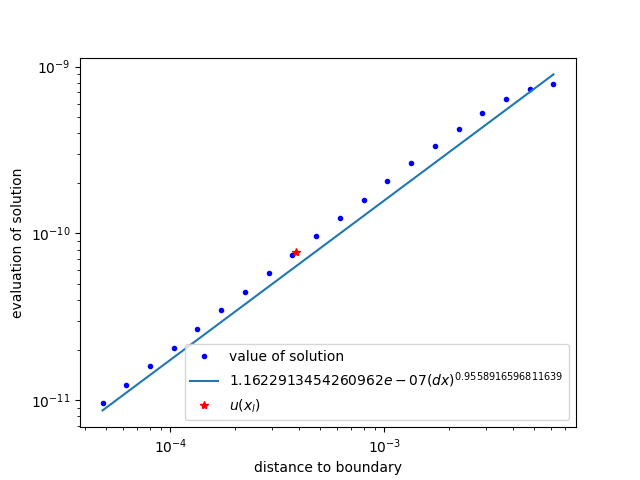 10⁻⁹
10⁻¹⁰
10⁻¹¹
evaluation of solution
value of solution
1.1622913454260962e − 07(dx)^0.9558916596811639
u(x_l)
10⁻⁴
10⁻³
distance to boundary